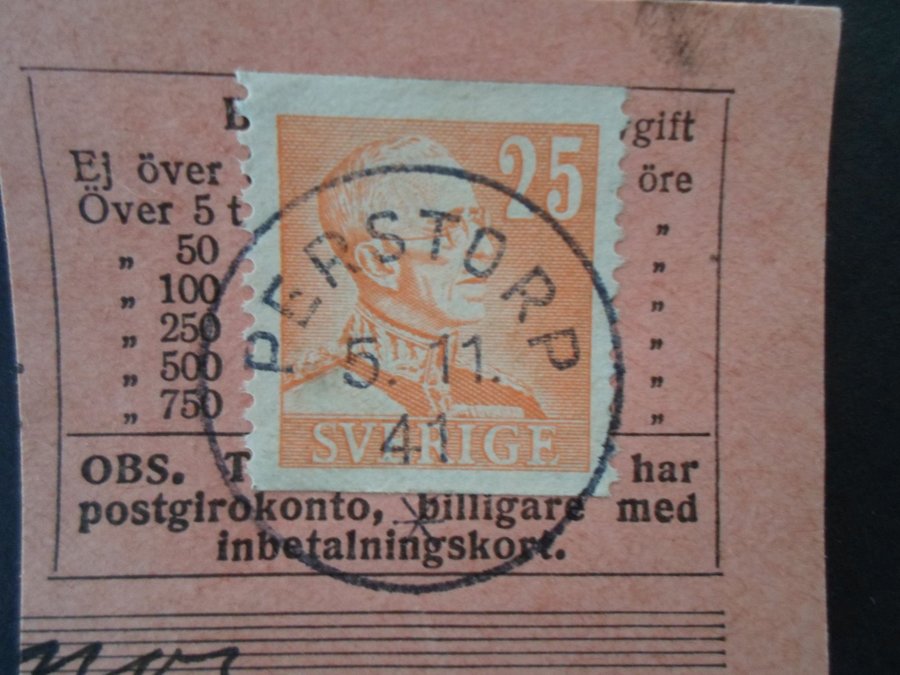 gift
Ej över öre
Över 5 t „
„ 50 „
„ 100 „
„ 250 „
„ 500 „
„ 750 „
25
PERSTORP
5. 11.
41
SVERIGE
OBS. T har
postgirokonto, billigare med
inbetalningskort.